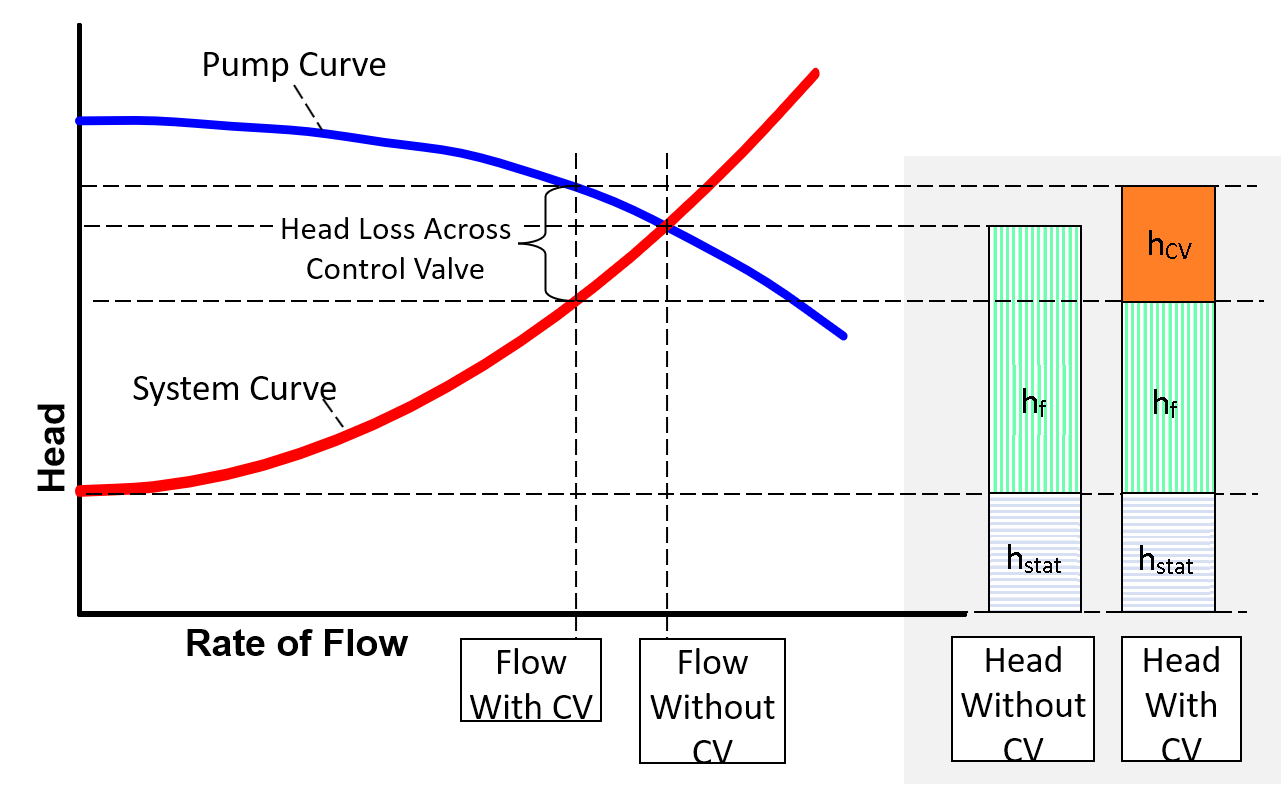 Pump Curve
Head Loss Across
Control Valve
System Curve
Head
Rate of Flow
Flow
With CV
Flow
Without
CV
hCV
hf
hf
hstat
hstat
Head
Without
CV
Head
With
CV